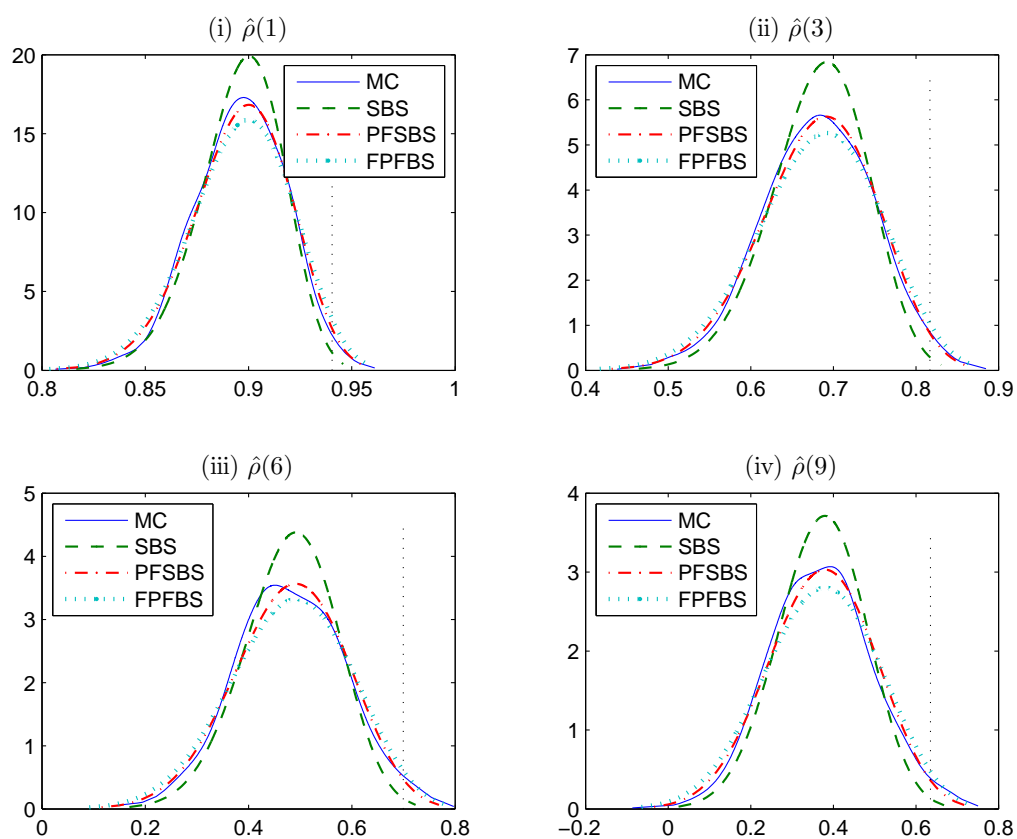 (i) ρ̂(1)
20
15
10
5
0
0.8 0.85 0.9 0.95 1
MC
SBS
PFSBS
FPFBS
(ii) ρ̂(3)
7
6
5
4
3
2
1
0
0.4 0.5 0.6 0.7 0.8 0.9
MC
SBS
PFSBS
FPFBS
(iii) ρ̂(6)
5
4
3
2
1
0
0 0.2 0.4 0.6 0.8
MC
SBS
PFSBS
FPFBS
(iv) ρ̂(9)
4
3
2
1
0
−0.2 0 0.2 0.4 0.6 0.8
MC
SBS
PFSBS
FPFBS